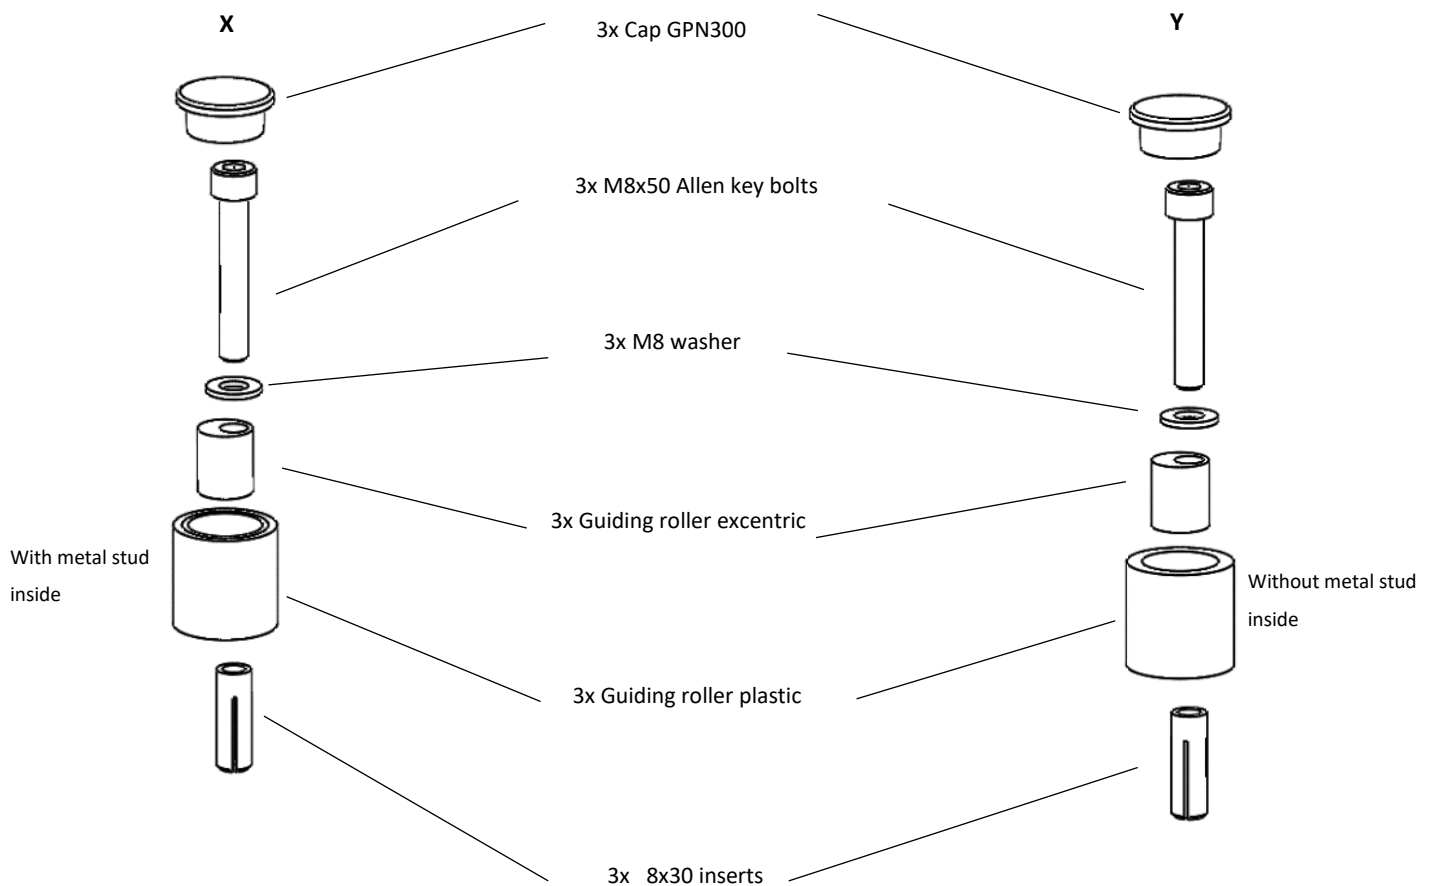 X
3x Cap GPN300
Y
3x M8x50 Allen key bolts
3x M8 washer
3x Guiding roller excentric
With metal stud
inside
Without metal stud
inside
3x Guiding roller plastic
3x 8x30 inserts